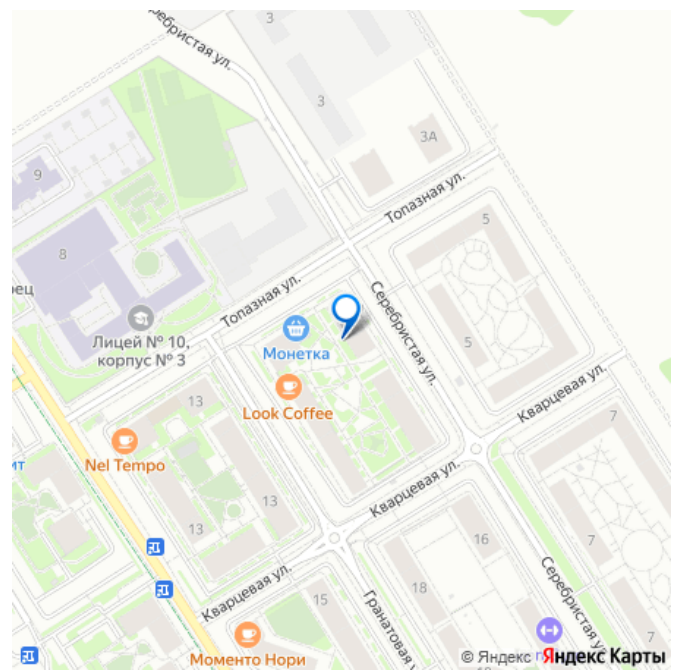 3
Серебристая ул.
3
3А
9
Топазная ул.
5
8
Топазная ул.
Серебристая ул.
Лицей № 10,
корпус № 3
Монетка
5
Look Coffee
Кварцевая ул.
13
7
Nel Tempo
Кварцевая ул.
13
13
16
7
Кварцевая ул.
18
Серебристая ул.
15
Гранатовая ул.
7
Моменто Нори
© Яндекс Яндекс Карты